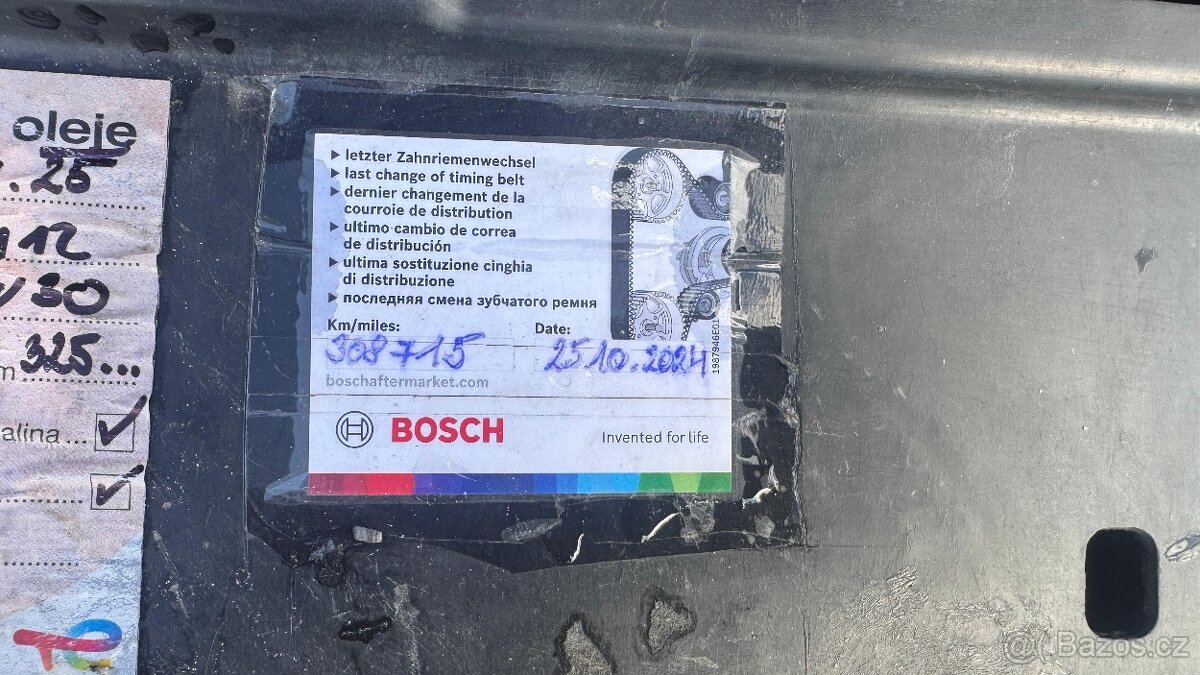 oleje
. 25
12
/30
m 325...
alina...
▶ letzter Zahnriemenwechsel
▶ last change of timing belt
▶ dernier changement de la
courroie de distribution
▶ ultimo cambio de correa
de distribución
▶ ultima sostituzione cinghia
di distribuzione
▶ последняя смена зубчатого ремня
Km/miles: Date:
308715 25.10.2024
boschaftermarket.com
1987946E01
BOSCH
Invented for life
© Bazos.cz